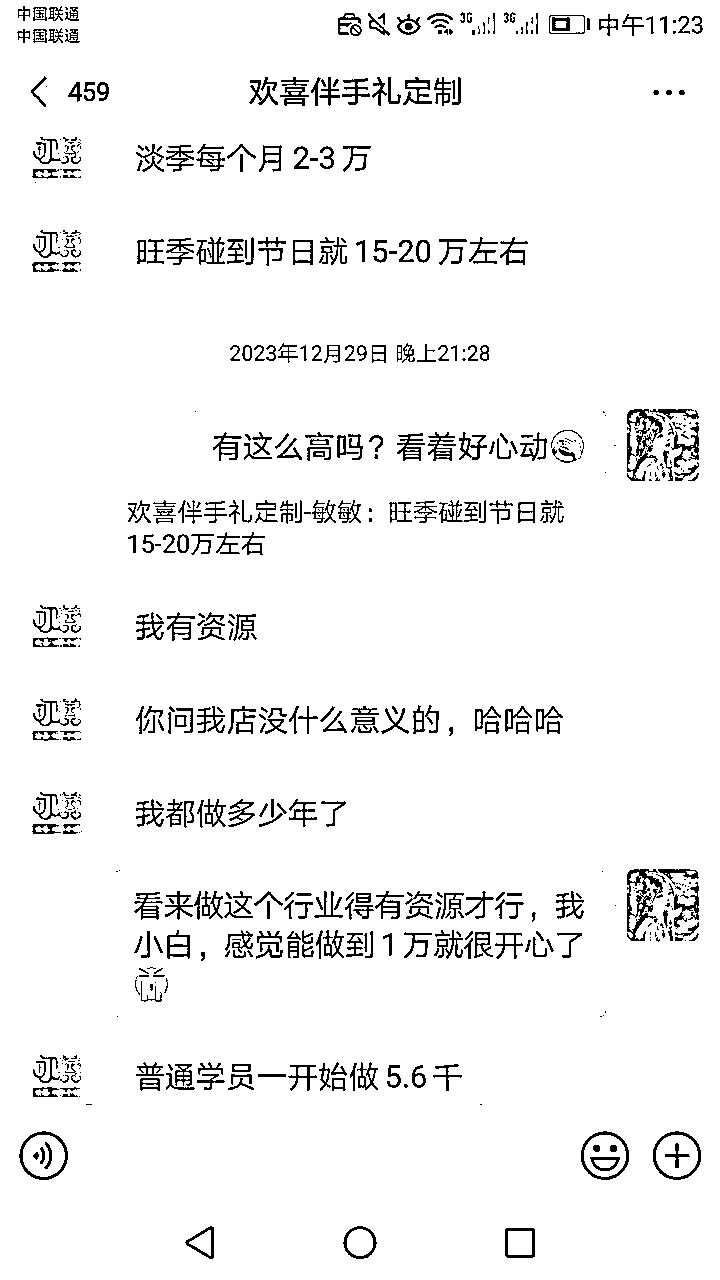 中国联通
中国联通
3G 3G 中午11:23
459 欢喜伴手礼定制
淡季每个月 2-3 万
旺季碰到节日就 15-20 万左右
2023年12月29日 晚上21:28
有这么高吗？看着好心动
欢喜伴手礼定制-敏敏：旺季碰到节日就
15-20万左右
我有资源
你问我店没什么意义的，哈哈哈
我都做多少年了
看来做这个行业得有资源才行，我
小白，感觉能做到 1 万就很开心了
普通学员一开始做 5.6 千